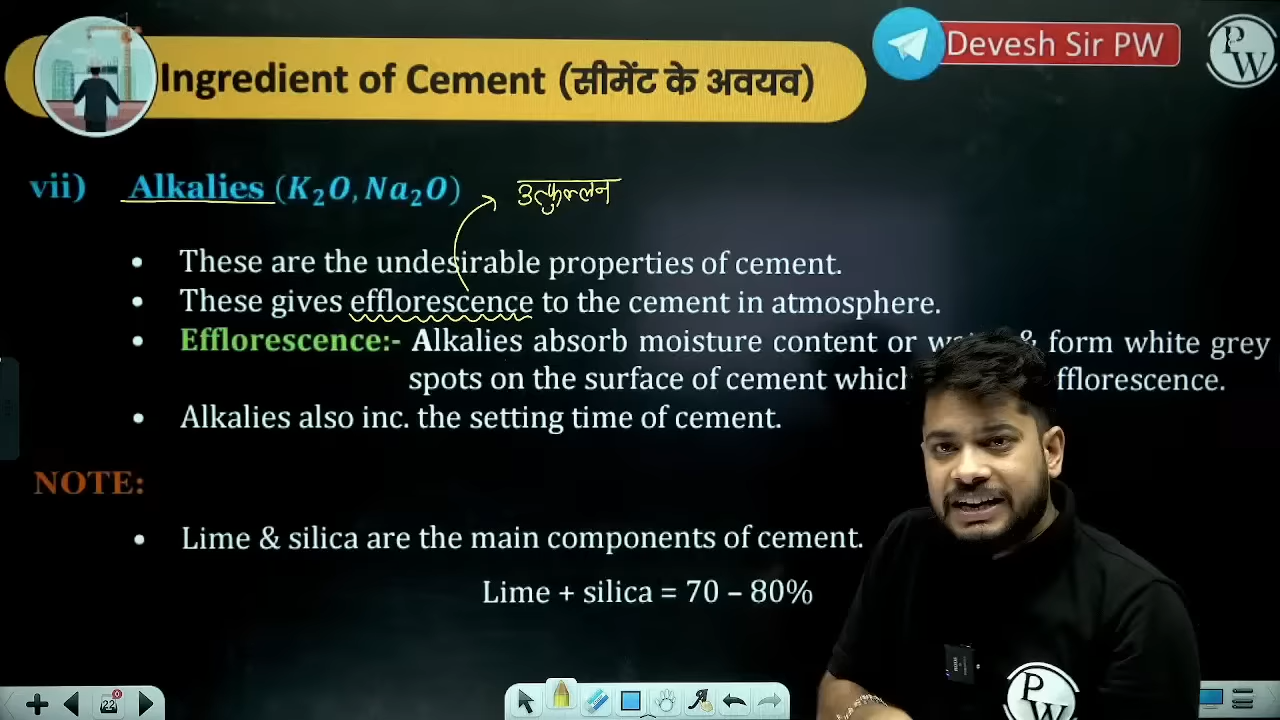 Devesh Sir PW
PW
Ingredient of Cement (सीमेंट के अवयव)
vii) Alkalies (K₂O, Na₂O)
उत्फुल्लन
• These are the undesirable properties of cement.
• These gives efflorescence to the cement in atmosphere.
• Efflorescence:- Alkalies absorb moisture content or & form white grey
spots on the surface of cement which fflorescence.
• Alkalies also inc. the setting time of cement.
NOTE:
• Lime & silica are the main components of cement.
Lime + silica = 70 – 80%
PW
22